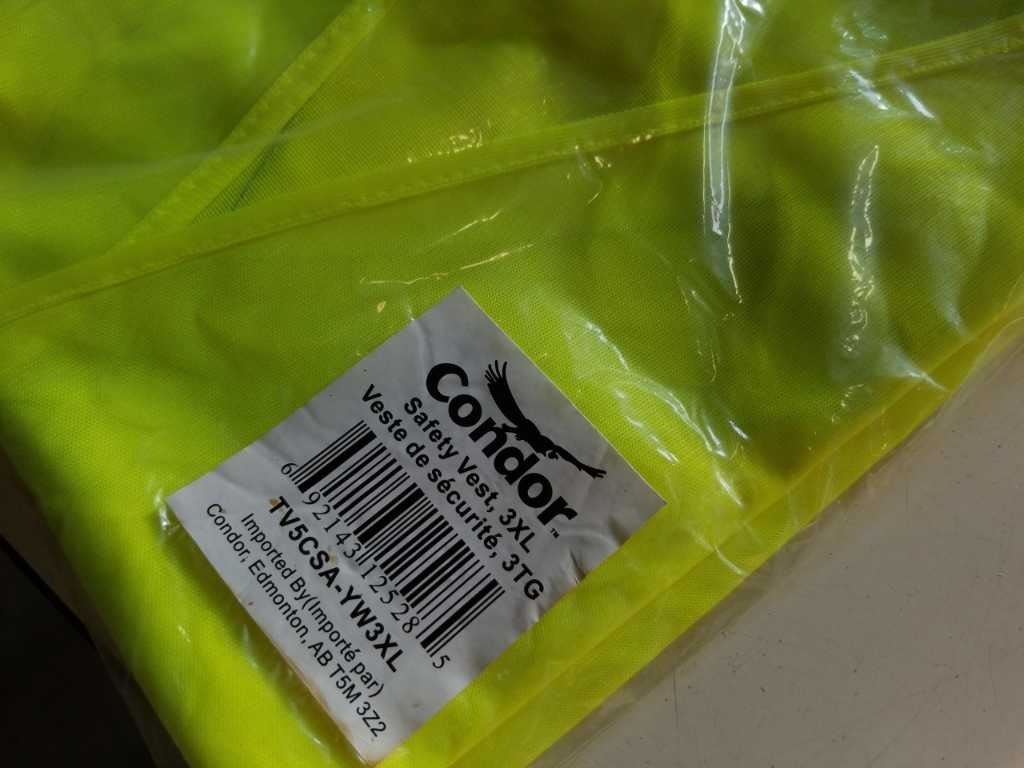 Condor™
Safety Vest, 3XL
Veste de sécurité, 3TG
6 92143 12528 5
TV5CSA-YW3XL
Imported By(Importé par)
Condor, Edmonton, AB T5M 3Z2